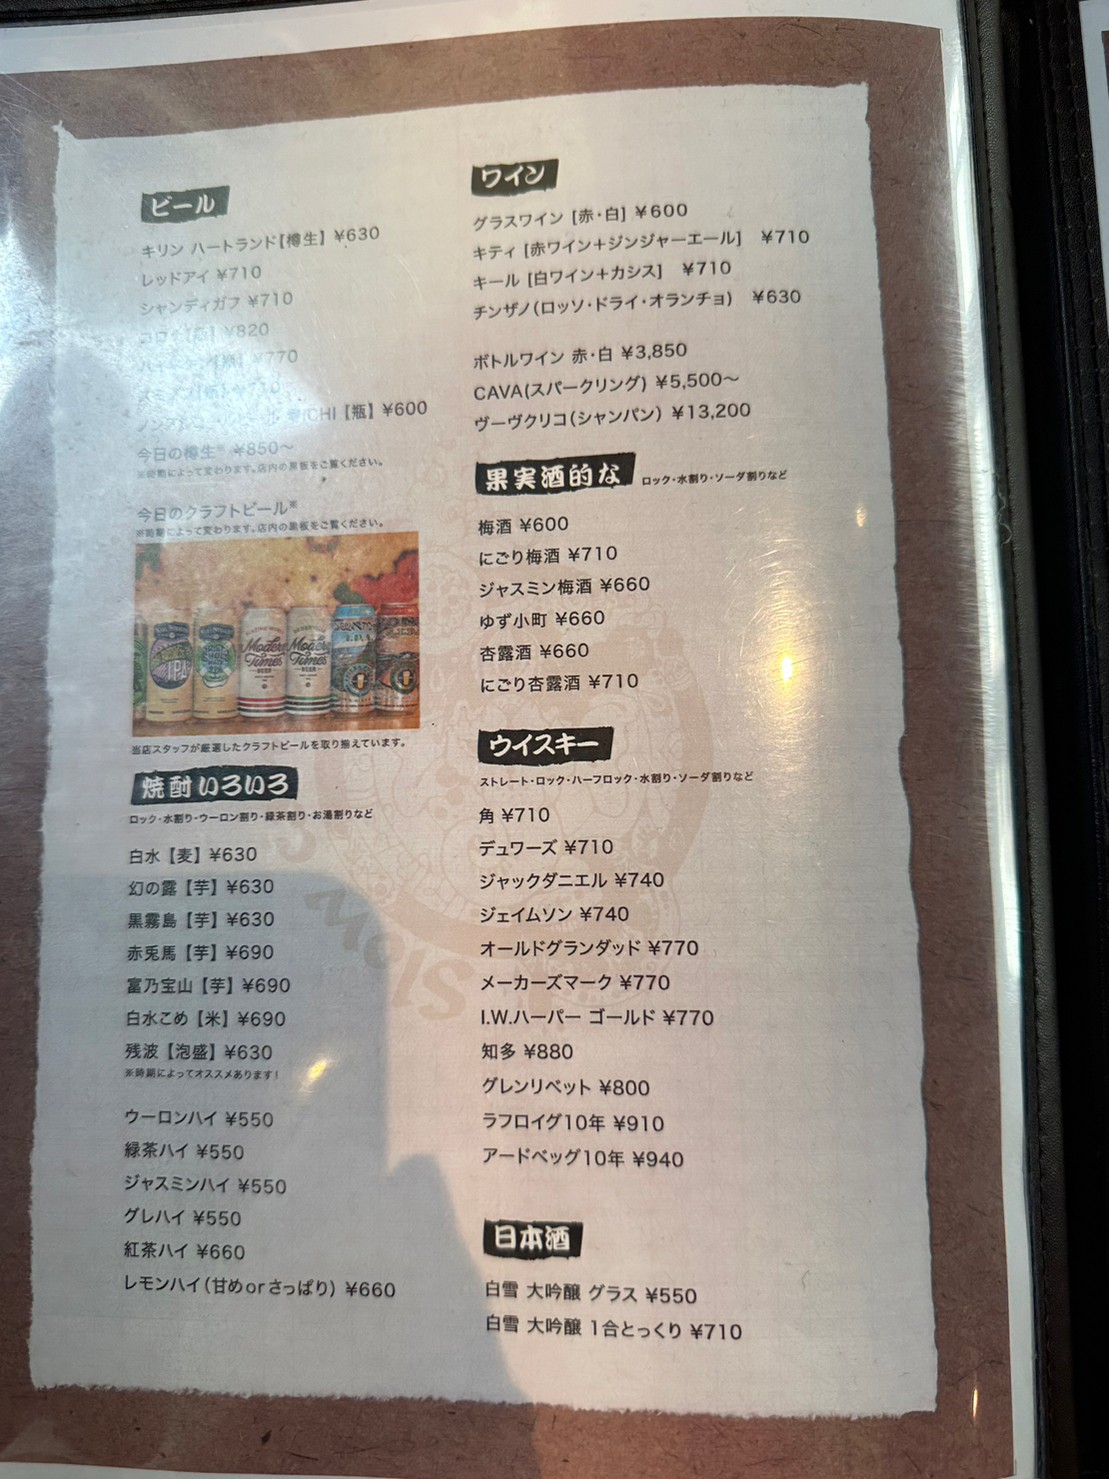 ビール
キリン ハートランド【樽生】 ¥630
レッドアイ ¥710
シャンディガフ ¥710
コロナ【瓶】 ¥820
¥770
ICHI【瓶】 ¥600
今日の樽生※ ¥850〜
※時期によって変わります。店内の黒板をご覧ください。
今日のクラフトビール※
※時期によって変わります。店内の黒板をご覧ください。
IPA
Modern Times BEER
Modern Times BEER
当店スタッフが厳選したクラフトビールを取り揃えています。
焼酎いろいろ
ロック・水割り・ウーロン割り・緑茶割り・お湯割りなど
白水【麦】¥630
幻の露【芋】¥630
黒霧島【芋】¥630
赤兎馬【芋】¥690
富乃宝山【芋】¥690
白水こめ【米】¥690
残波【泡盛】¥630
※時期によってオススメあります!
ウーロンハイ ¥550
緑茶ハイ ¥550
ジャスミンハイ ¥550
グレハイ ¥550
紅茶ハイ ¥660
レモンハイ(甘めorさっぱり) ¥660
ワイン
グラスワイン [赤・白] ¥600
キティ [赤ワイン+ジンジャーエール] ¥710
キール [白ワイン+カシス] ¥710
チンザノ(ロッソ・ドライ・オランチョ) ¥630
ボトルワイン 赤・白 ¥3,850
CAVA(スパークリング) ¥5,500〜
ヴーヴクリコ(シャンパン) ¥13,200
果実酒的な ロック・水割り・ソーダ割りなど
梅酒 ¥600
にごり梅酒 ¥710
ジャスミン梅酒 ¥660
ゆず小町 ¥660
杏露酒 ¥660
にごり杏露酒 ¥710
ウイスキー
ストレート・ロック・ハーフロック・水割り・ソーダ割りなど
角 ¥710
デュワーズ ¥710
ジャックダニエル ¥740
ジェイムソン ¥740
オールドグランダッド ¥770
メーカーズマーク ¥770
I.W.ハーパー ゴールド ¥770
知多 ¥880
グレンリベット ¥800
ラフロイグ10年 ¥910
アードベッグ10年 ¥940
日本酒
白雪 大吟醸 グラス ¥550
白雪 大吟醸 1合とっくり ¥710